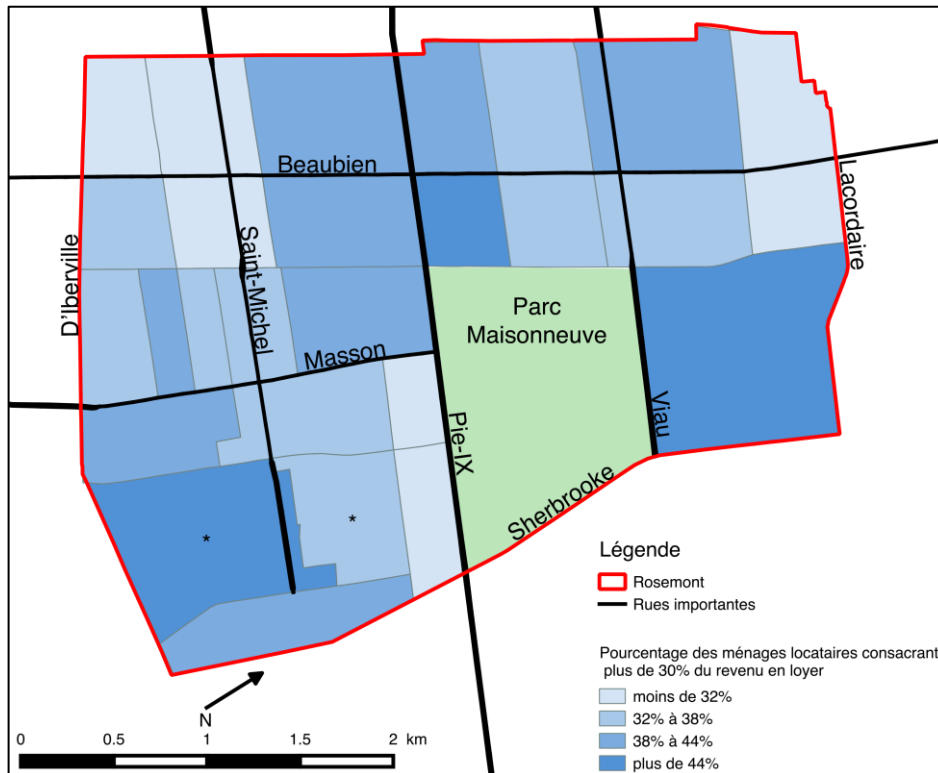 Beaubien
Lacordaire
D'Iberville
Saint-Michel
Parc
Maisonneuve
Masson
Pie-IX
Viau
Sherbrooke
*
*
Légende
Rosemont
Rues importantes
Pourcentage des ménages locataires consacrant
plus de 30% du revenu en loyer
moins de 32%
32% à 38%
38% à 44%
plus de 44%
N
0 0.5 1 1.5 2 km